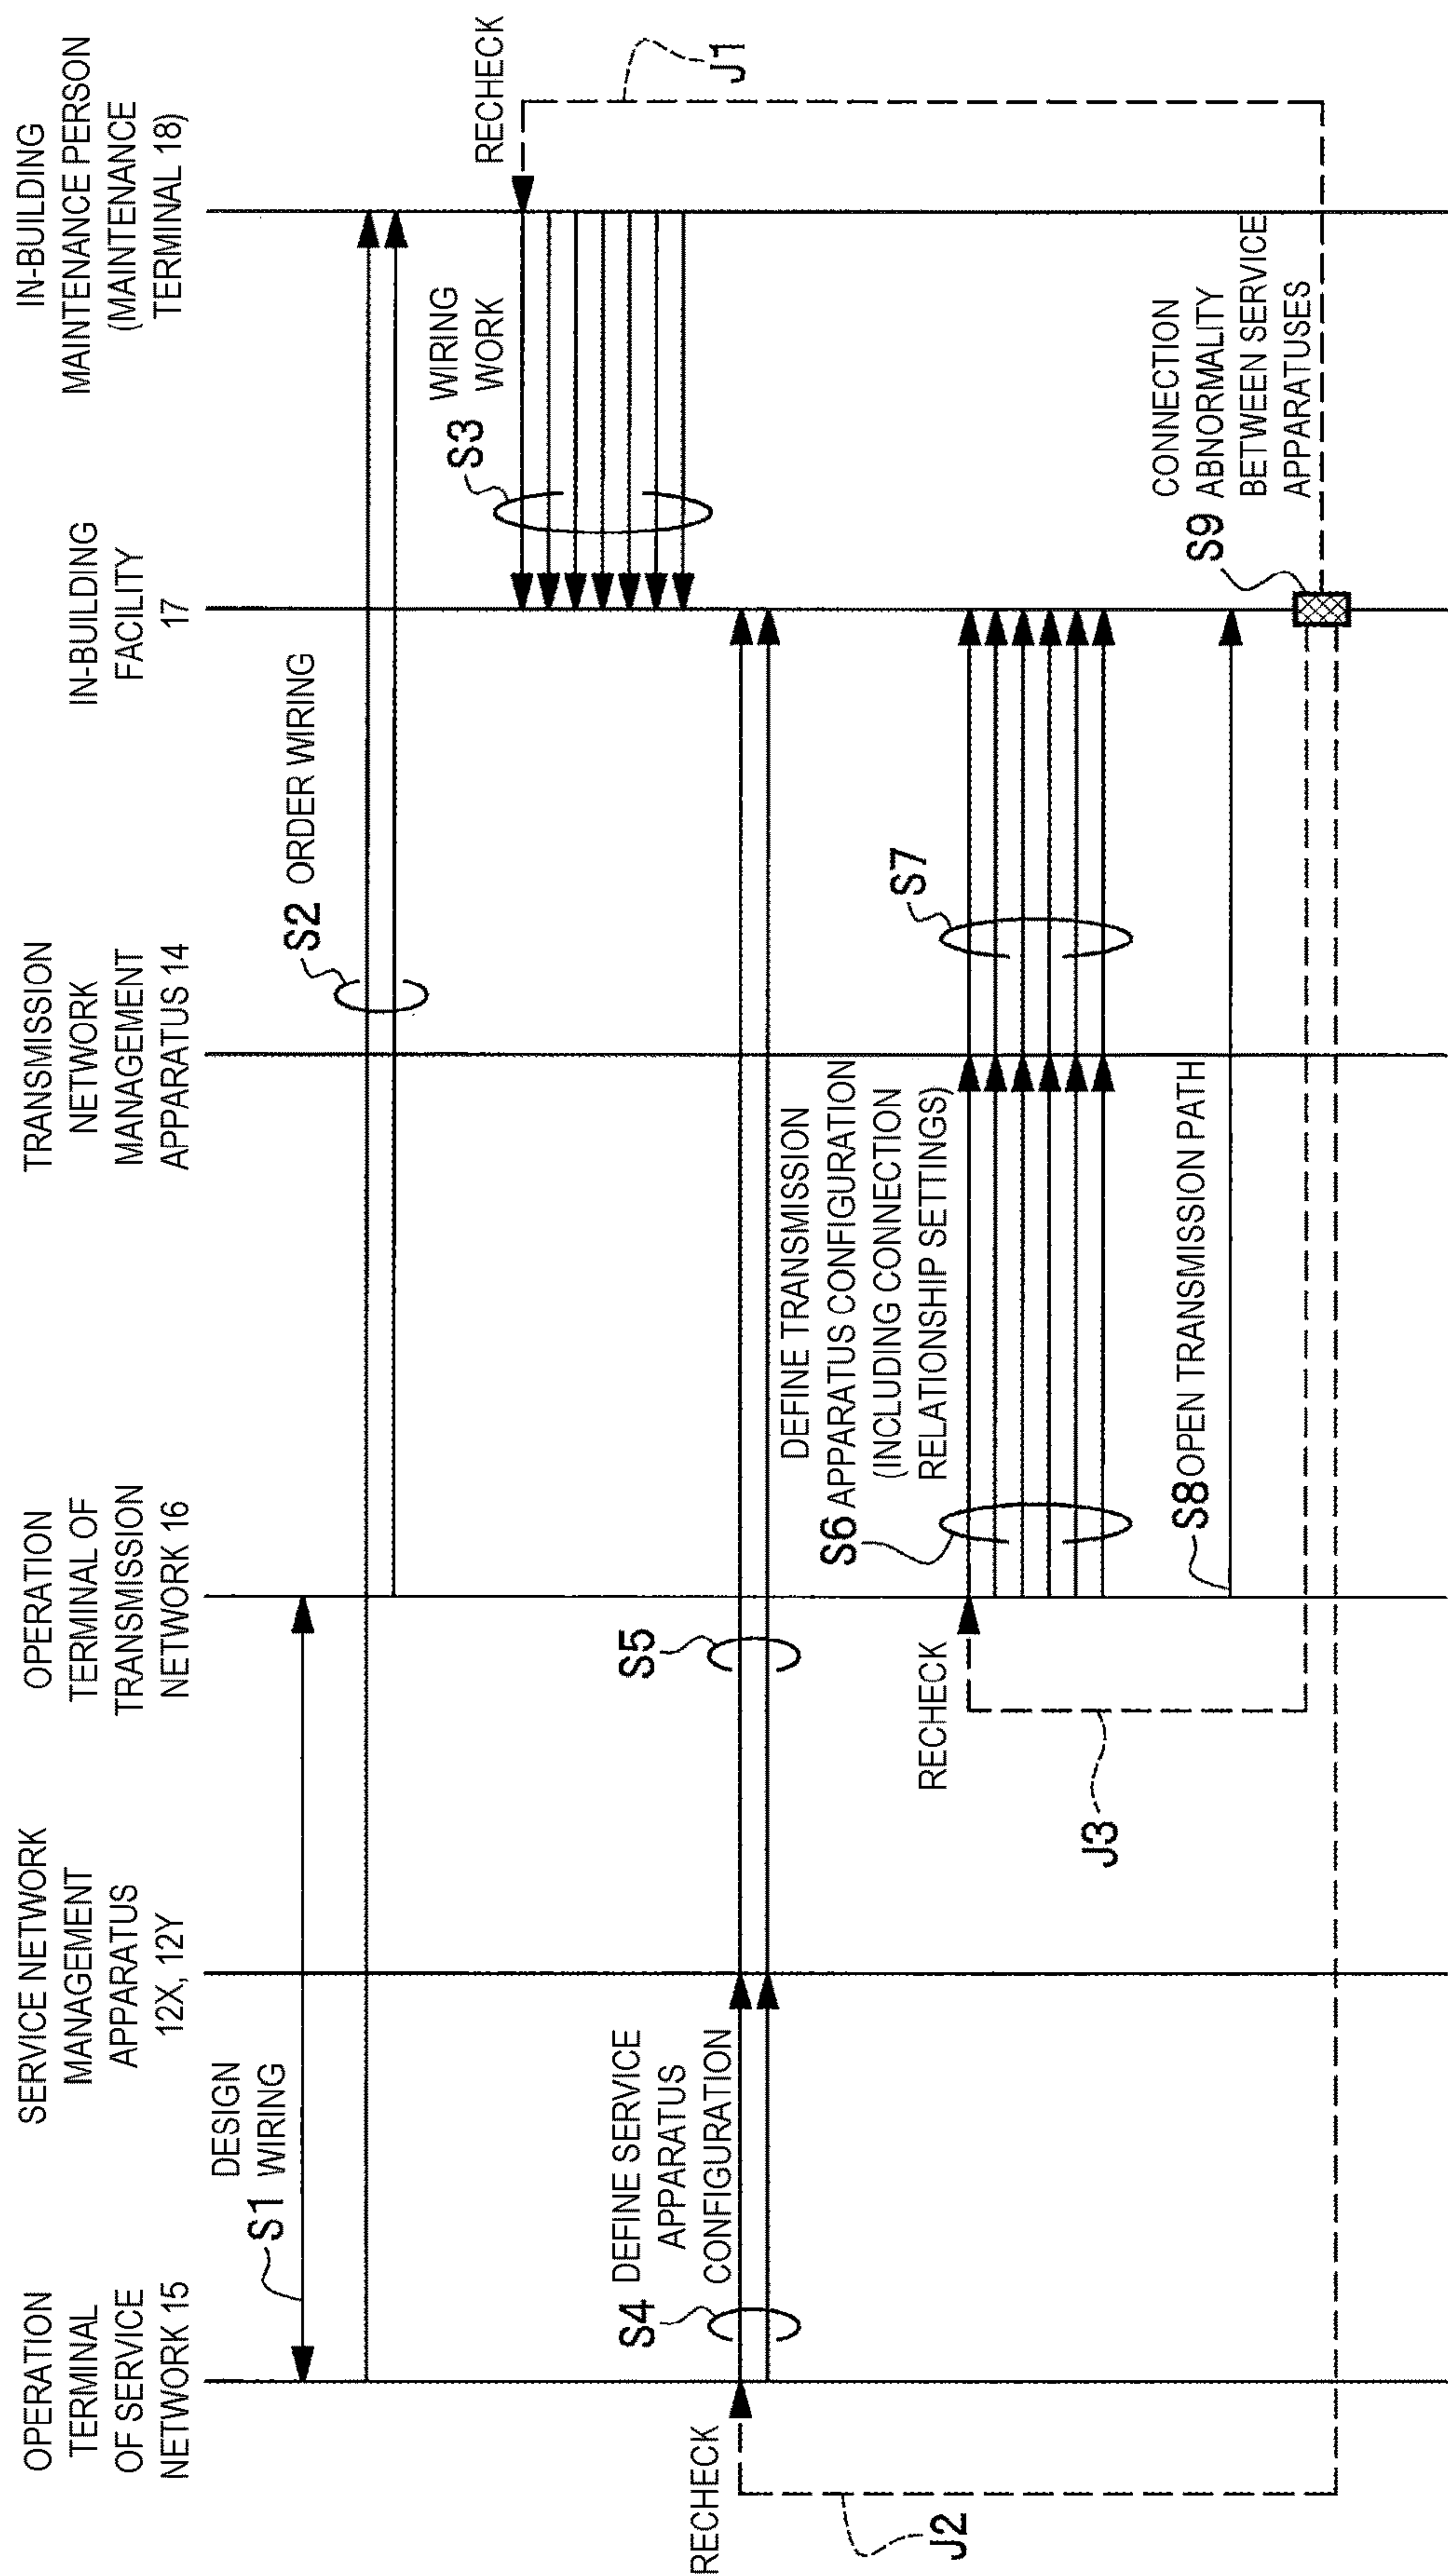 OPERATION
TERMINAL
OF SERVICE
NETWORK 15
SERVICE NETWORK
MANAGEMENT
APPARATUS
12X, 12Y
OPERATION
TERMINAL OF
TRANSMISSION
NETWORK 16
TRANSMISSION
NETWORK
MANAGEMENT
APPARATUS 14
IN-BUILDING
FACILITY
17
IN-BUILDING
MAINTENANCE PERSON
(MAINTENANCE
TERMINAL 18)
DESIGN
S1 WIRING
S2 ORDER WIRING
RECHECK
J1
WIRING
S3 WORK
S4 DEFINE SERVICE
APPARATUS
CONFIGURATION
S5
RECHECK
J2
DEFINE TRANSMISSION
S6 APPARATUS CONFIGURATION
(INCLUDING CONNECTION
RELATIONSHIP SETTINGS)
S7
RECHECK
J3
S8 OPEN TRANSMISSION PATH
CONNECTION
S9 ABNORMALITY
BETWEEN SERVICE
APPARATUSES